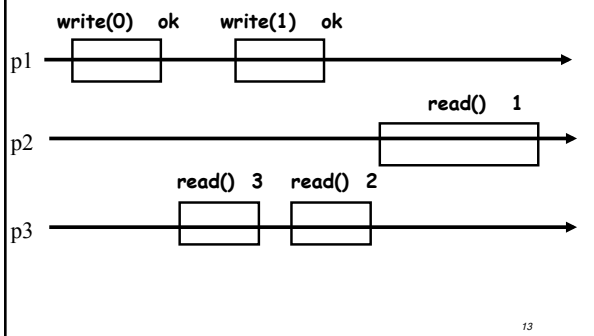 write(0) ok write(1) ok
p1
read() 1
p2
read() 3 read() 2
p3
13